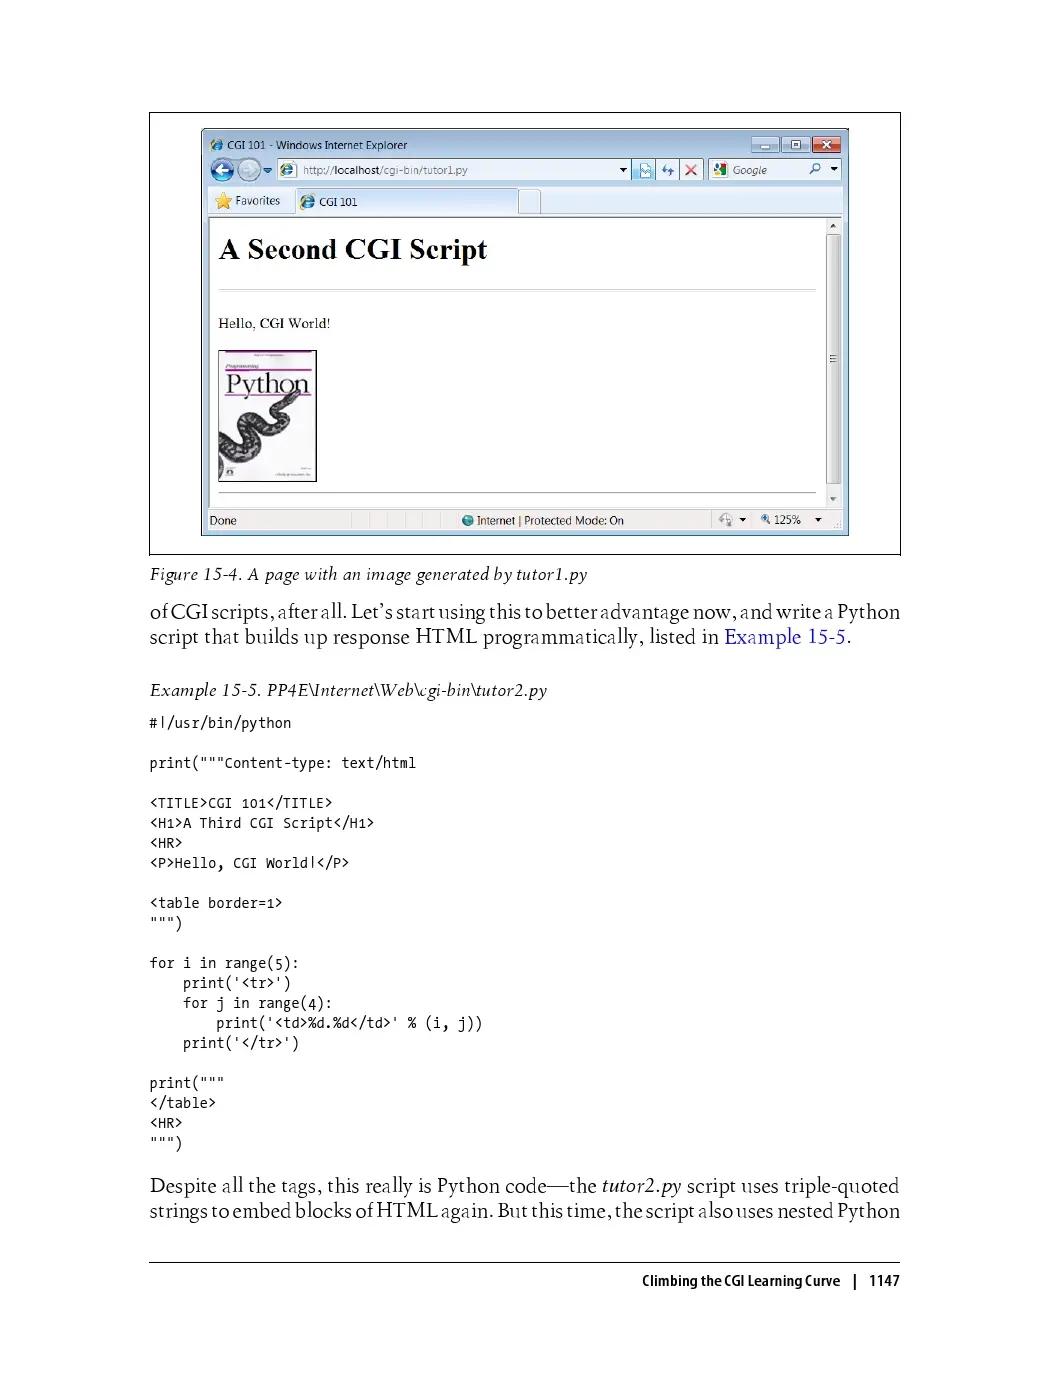 CGI 101 - Windows Internet Explorer
http://localhost/cgi-bin/tutor1.py
Google
Favorites
CGI 101
A Second CGI Script
Hello, CGI World!
Programming
Python
Done
Internet | Protected Mode: On
125%
Figure 15-4. A page with an image generated by tutor1.py
of CGI scripts, after all. Let’s start using this to better advantage now, and write a Python
script that builds up response HTML programmatically, listed in Example 15-5.
Example 15-5. PP4E\Internet\Web\cgi-bin\tutor2.py
#!/usr/bin/python
print("""Content-type: text/html
<TITLE>CGI 101</TITLE>
<H1>A Third CGI Script</H1>
<HR>
<P>Hello, CGI World!</P>
<table border=1>
""")
for i in range(5):
    print('<tr>')
    for j in range(4):
        print('<td>%d.%d</td>' % (i, j))
    print('</tr>')
print("""
</table>
<HR>
""")
Despite all the tags, this really is Python code—the tutor2.py script uses triple-quoted
strings to embed blocks of HTML again. But this time, the script also uses nested Python
Climbing the CGI Learning Curve | 1147